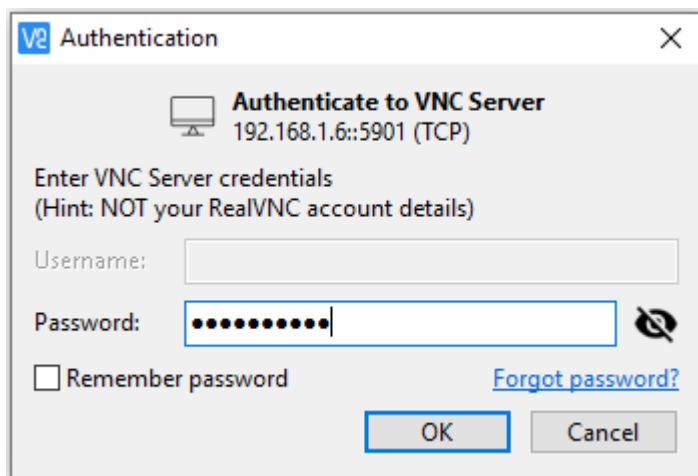 V2 Authentication
Authenticate to VNC Server
192.168.1.6::5901 (TCP)
Enter VNC Server credentials
(Hint: NOT your RealVNC account details)
Username:
Password: ●●●●●●●●●●
Remember password Forgot password?
OK Cancel